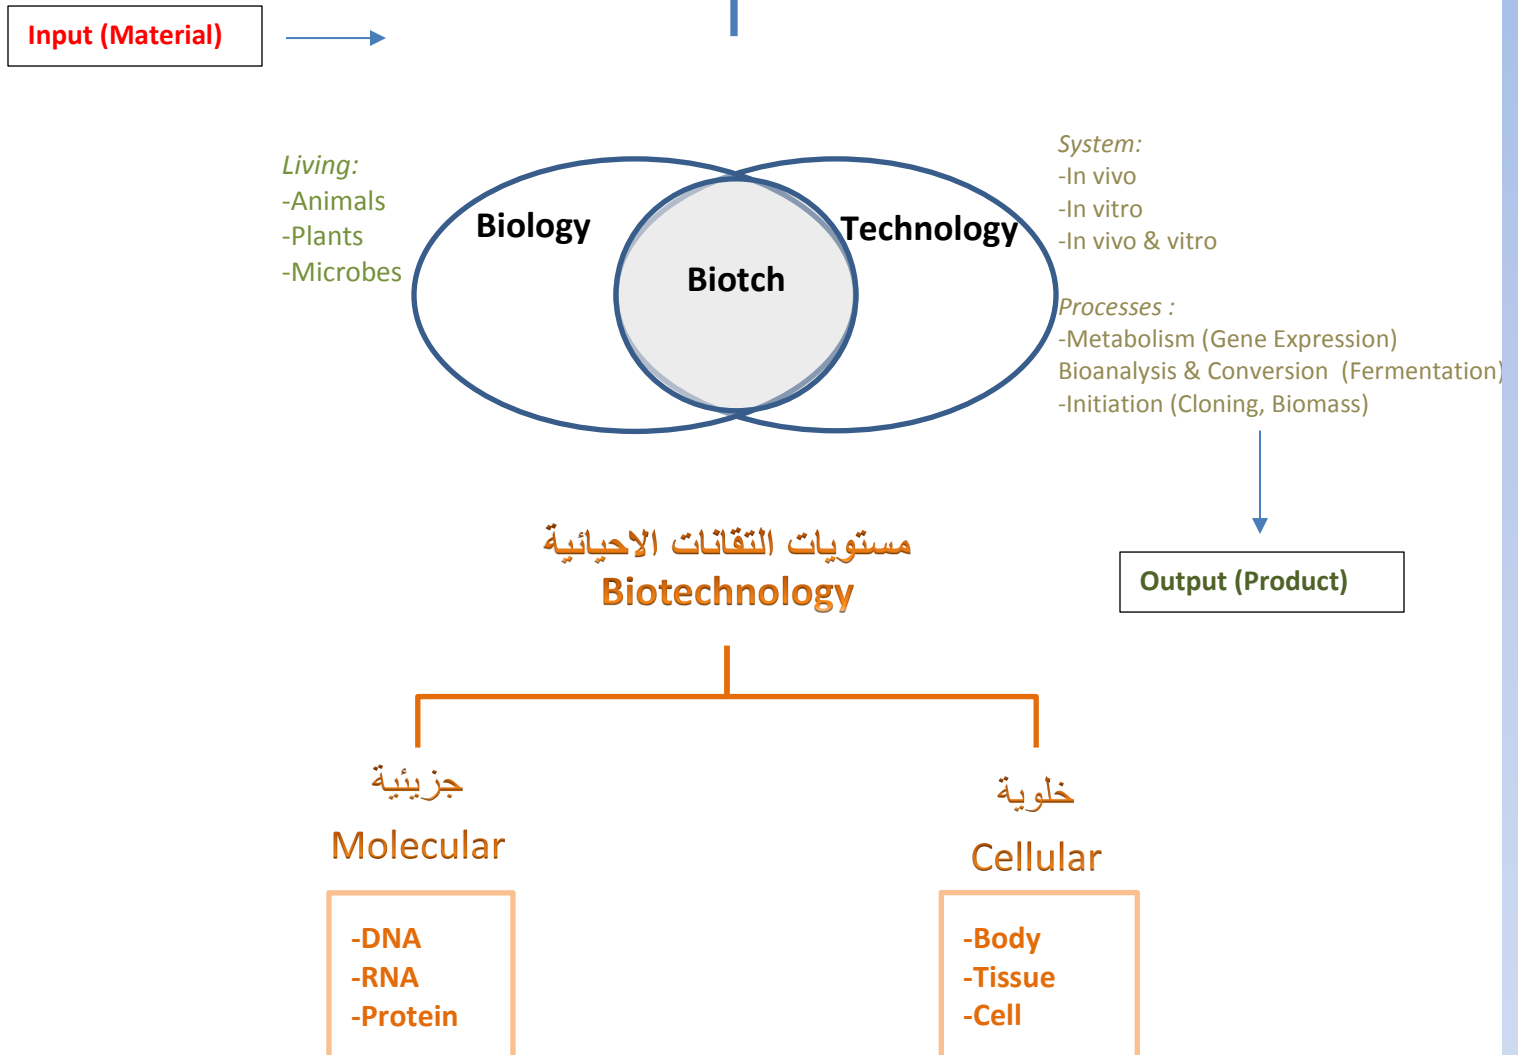 Input (Material)
Living:
-Animals
-Plants
-Microbes
Biology
Biotch
Technology
System:
-In vivo
-In vitro
-In vivo & vitro
Processes :
-Metabolism (Gene Expression)
Bioanalysis & Conversion (Fermentation)
-Initiation (Cloning, Biomass)
Output (Product)
مستويات التقانات الاحيائية
Biotechnology
جزيئية
Molecular
-DNA
-RNA
-Protein
خلوية
Cellular
-Body
-Tissue
-Cell